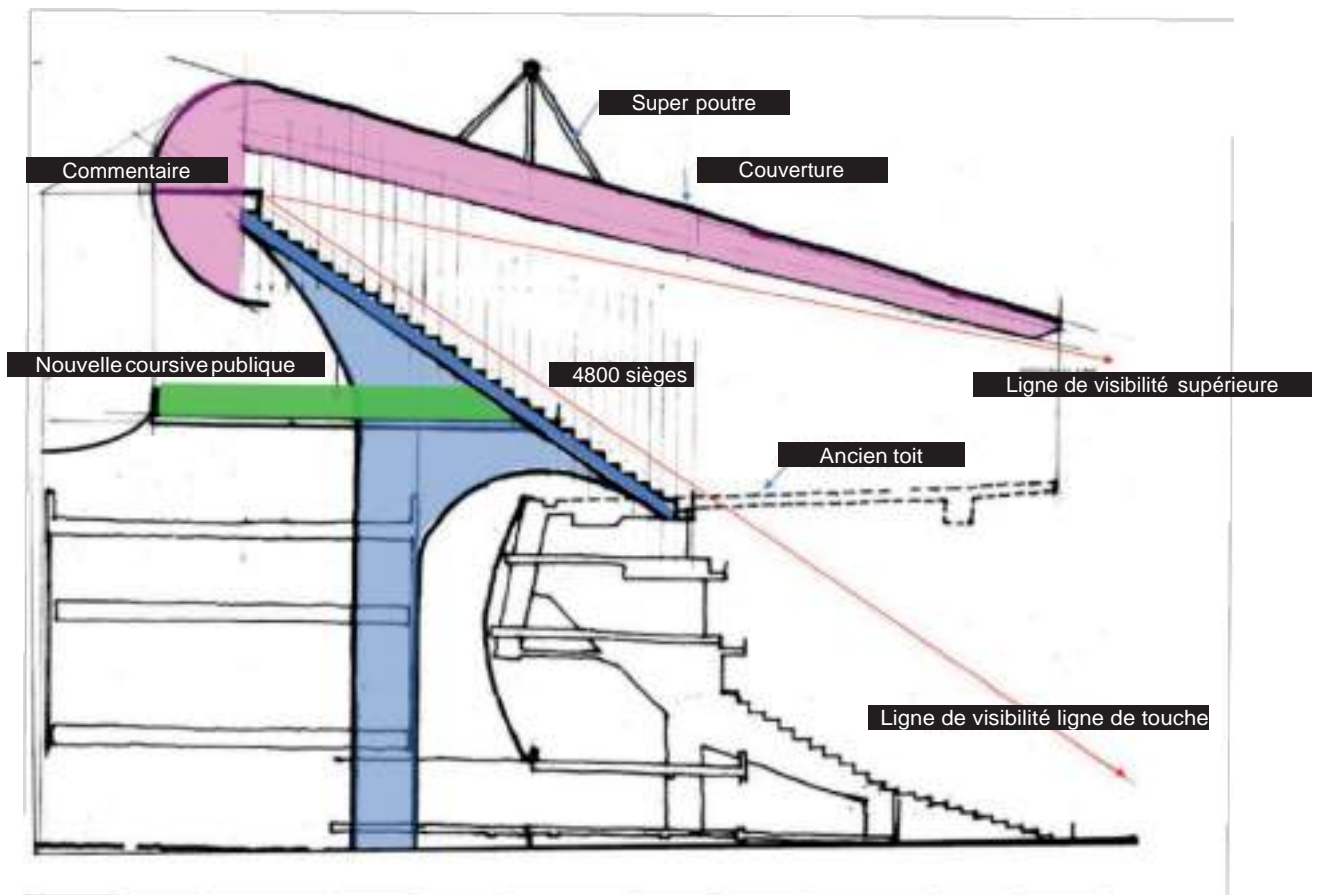 Super poutre
Commentaire
Couverture
Nouvelle coursive publique
4800 sièges
Ligne de visibilité supérieure
Ancien toit
Ligne de visibilité ligne de touche